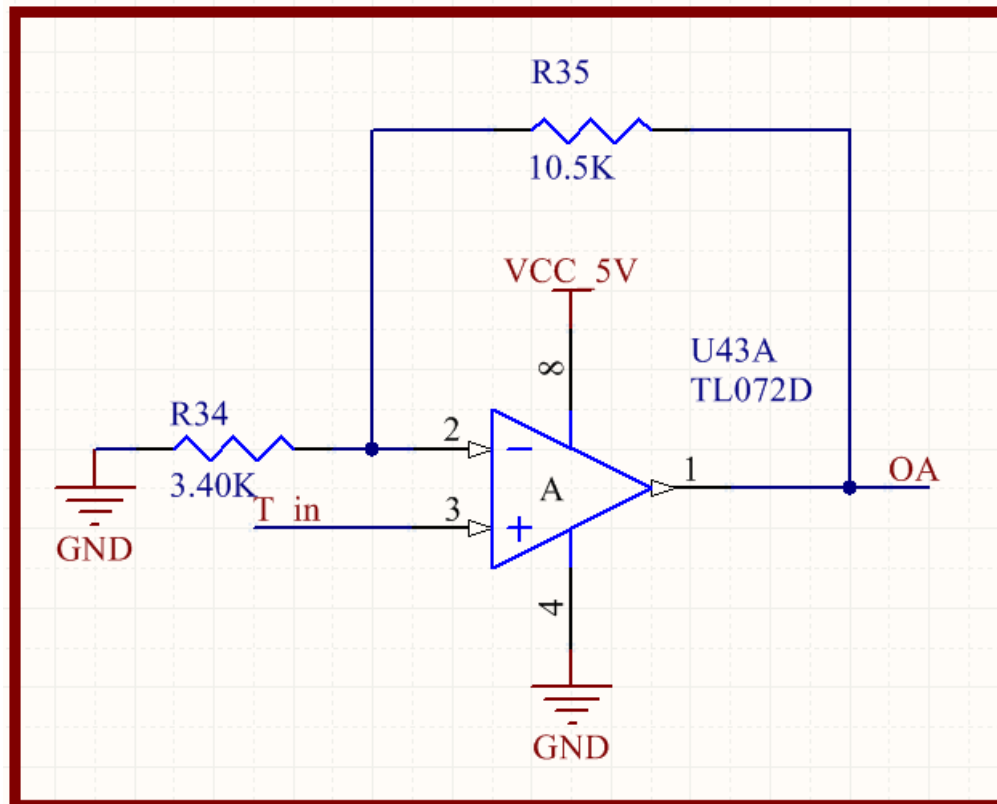 R35
10.5K
VCC_5V
8
U43A
TL072D
R34
3.40K
2
T_in
3
A
1
OA
GND
4
GND